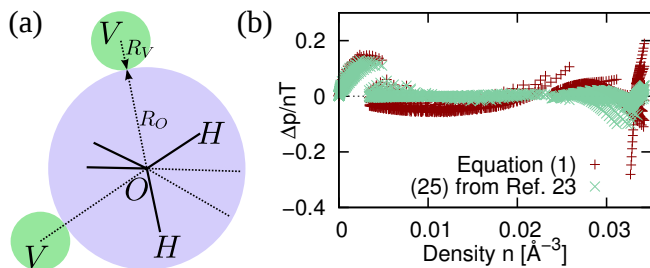 (a)
V
R_V
R_O
H
O
H
V
(b)
Δp/nT
0.2
0
−0.2
−0.4
Equation (1)
(25) from Ref. 23
0 0.01 0.02 0.03
Density n [Å⁻³]